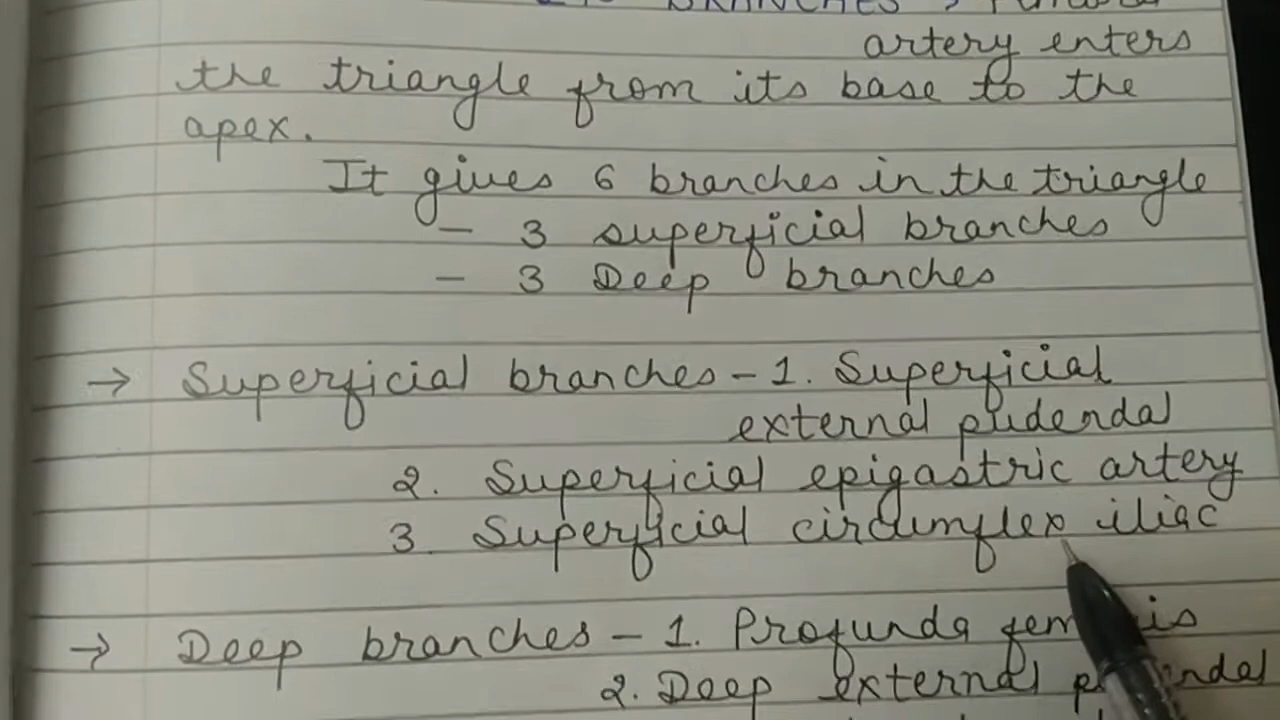 BRANCHES
artery enters
the triangle from its base to the
apex.
It gives 6 branches in the triangle
- 3 superficial branches
- 3 Deep branches
→ Superficial branches - 1. Superficial
external pudendal
2. Superficial epigastric artery
3. Superficial circumflex iliac
→ Deep branches - 1. Profunda
2. Deep external